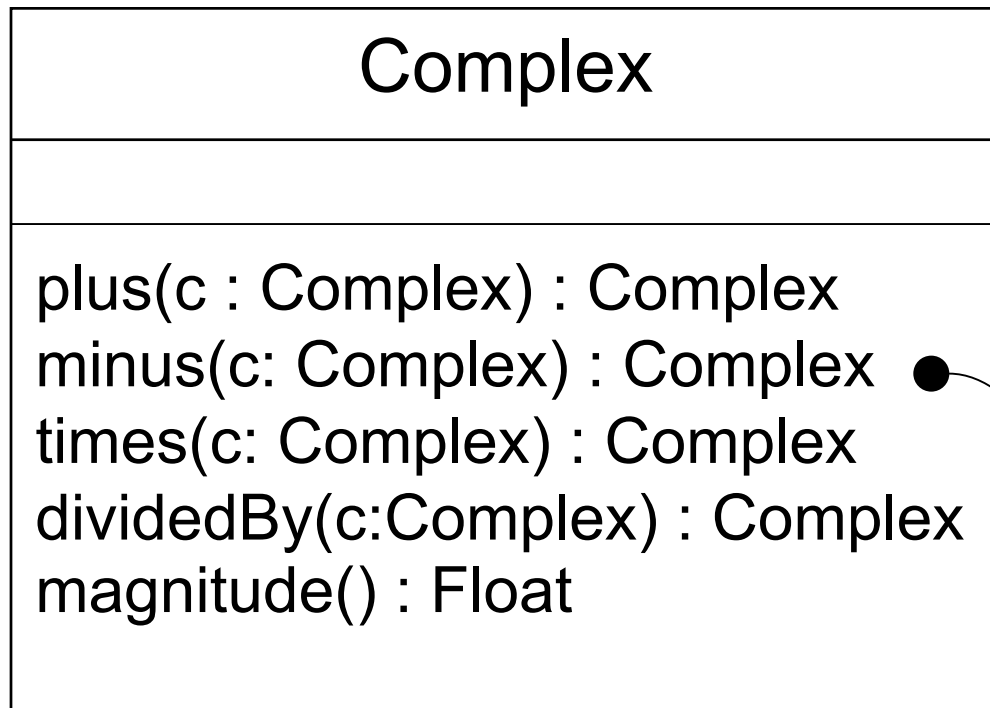 Complex
plus(c : Complex) : Complex
minus(c: Complex) : Complex
times(c: Complex) : Complex
dividedBy(c:Complex) : Complex
magnitude() : Float